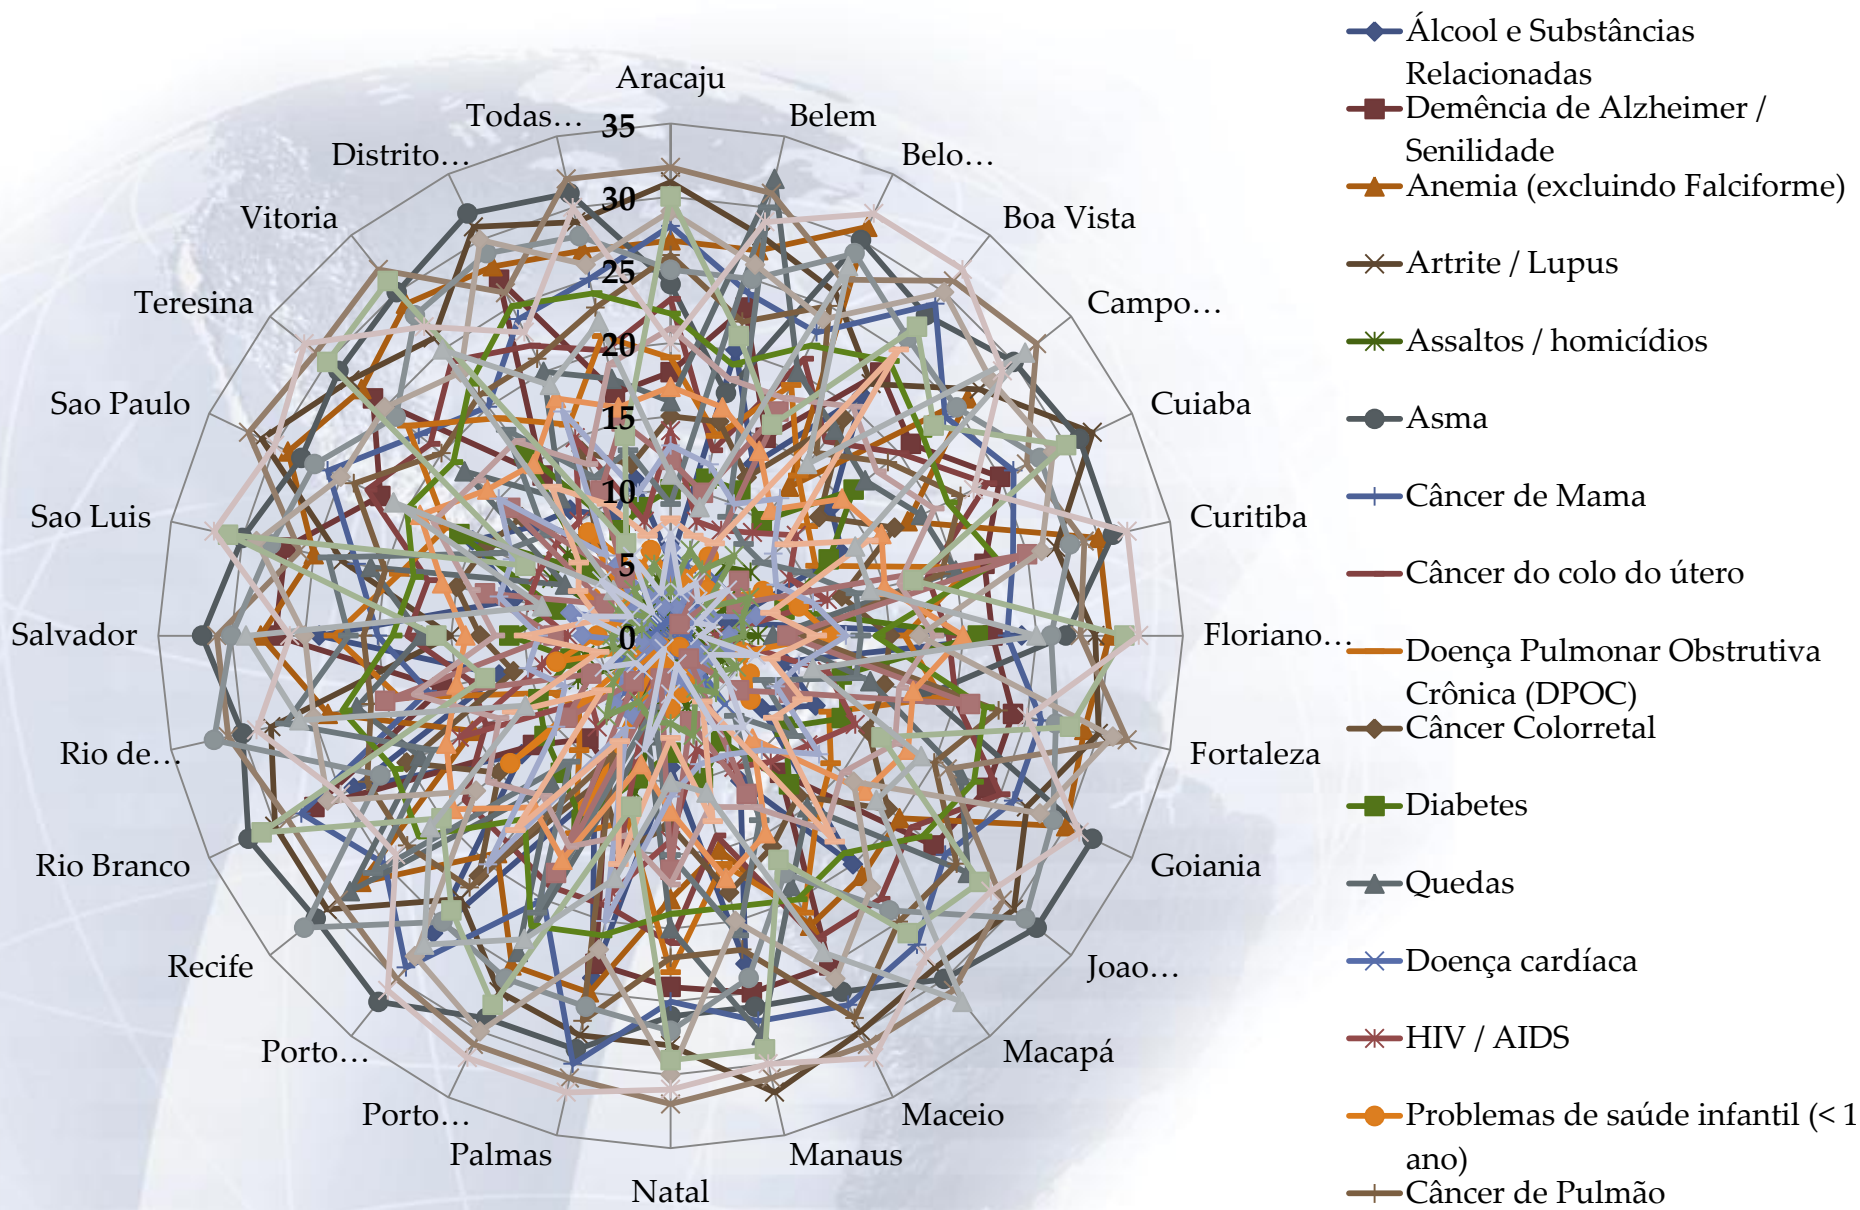 Aracaju
Belem
Belo...
Boa Vista
Campo...
Cuiaba
Curitiba
Floriano...
Fortaleza
Goiania
Joao...
Macapá
Maceio
Manaus
Natal
Palmas
Porto...
Porto...
Recife
Rio Branco
Rio de...
Salvador
Sao Luis
Sao Paulo
Teresina
Vitoria
Distrito...
Todas...
35
30
25
20
15
10
5
0
Álcool e Substâncias
Relacionadas
Demência de Alzheimer /
Senilidade
Anemia (excluindo Falciforme)
Artrite / Lupus
Assaltos / homicídios
Asma
Câncer de Mama
Câncer do colo do útero
Doença Pulmonar Obstrutiva
Crônica (DPOC)
Câncer Colorretal
Diabetes
Quedas
Doença cardíaca
HIV / AIDS
Problemas de saúde infantil (< 1
ano)
Câncer de Pulmão